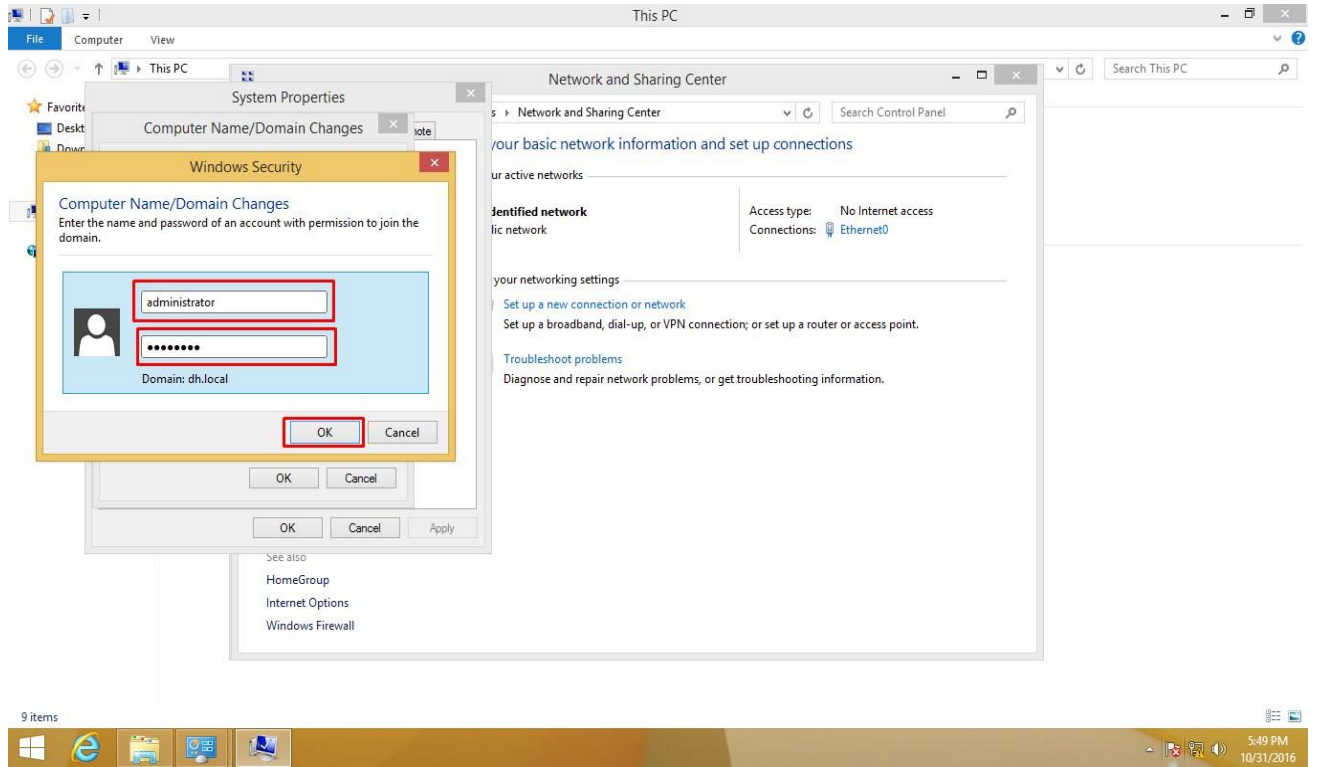 This PC
File Computer View
This PC
Search This PC
Favorite
Deskt
Network and Sharing Center
Network and Sharing Center
Search Control Panel
your basic network information and set up connections
ur active networks
dentified network
lic network
Access type: No Internet access
Connections: Ethernet0
your networking settings
Set up a new connection or network
Set up a broadband, dial-up, or VPN connection; or set up a router or access point.
Troubleshoot problems
Diagnose and repair network problems, or get troubleshooting information.
See also
HomeGroup
Internet Options
Windows Firewall
System Properties
Computer Name/Domain Changes
note
OK Cancel
OK Cancel Apply
Windows Security
Computer Name/Domain Changes
Enter the name and password of an account with permission to join the
domain.
administrator
••••••••
Domain: dh.local
OK Cancel
9 items
5:49 PM
10/31/2016